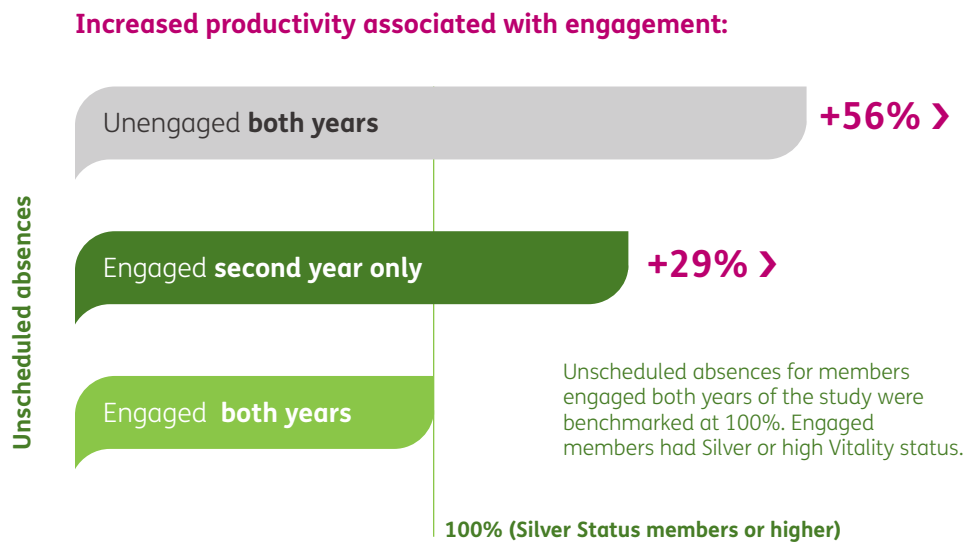 Increased productivity associated with engagement:
Unengaged both years
+56% ›
Engaged second year only
+29% ›
Engaged both years
Unscheduled absences
Unscheduled absences for members
engaged both years of the study were
benchmarked at 100%. Engaged
members had Silver or high Vitality status.
100% (Silver Status members or higher)